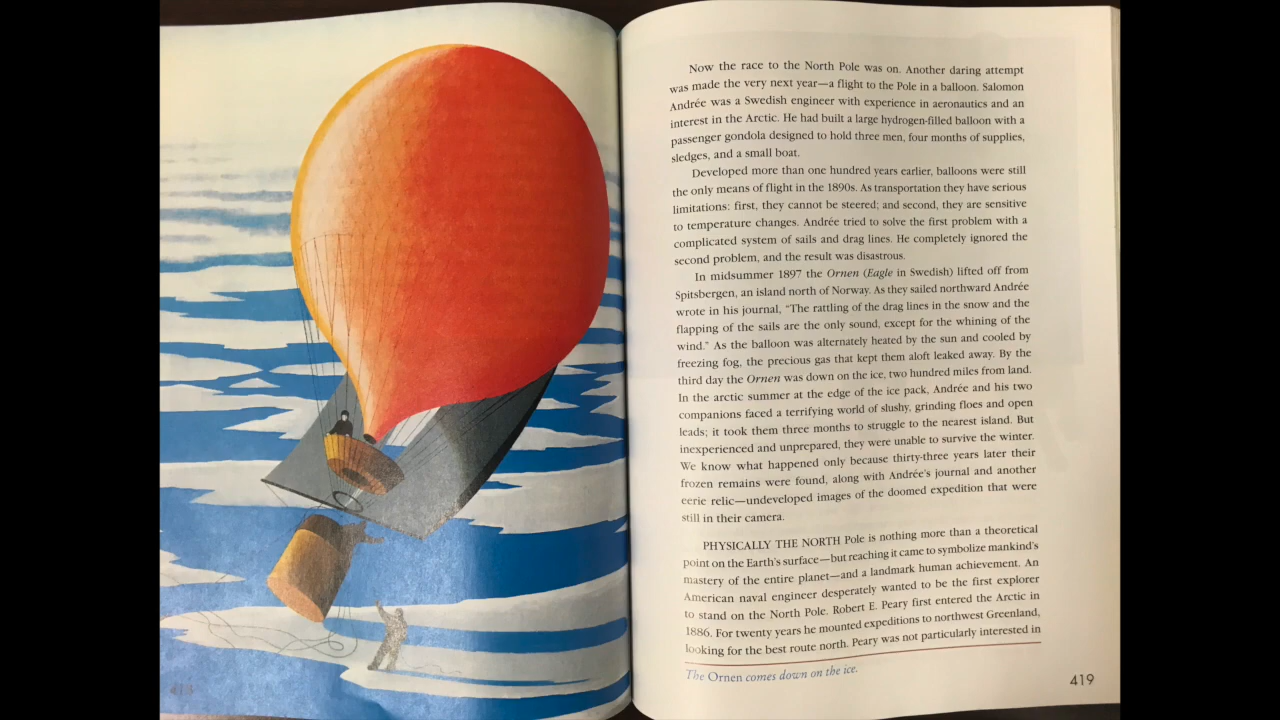 Now the race to the North Pole was on. Another daring attempt
was made the very next year—a flight to the Pole in a balloon. Salomon
Andrée was a Swedish engineer with experience in aeronautics and an
interest in the Arctic. He had built a large hydrogen-filled balloon with a
passenger gondola designed to hold three men, four months of supplies,
sledges, and a small boat.
Developed more than one hundred years earlier, balloons were still
the only means of flight in the 1890s. As transportation they have serious
limitations: first, they cannot be steered; and second, they are sensitive
to temperature changes. Andrée tried to solve the first problem with a
complicated system of sails and drag lines. He completely ignored the
second problem, and the result was disastrous.
In midsummer 1897 the Ornen (Eagle in Swedish) lifted off from
Spitsbergen, an island north of Norway. As they sailed northward Andrée
wrote in his journal, “The rattling of the drag lines in the snow and the
flapping of the sails are the only sound, except for the whining of the
wind.” As the balloon was alternately heated by the sun and cooled by
freezing fog, the precious gas that kept them aloft leaked away. By the
third day the Ornen was down on the ice, two hundred miles from land.
In the arctic summer at the edge of the ice pack, Andrée and his two
companions faced a terrifying world of slushy, grinding floes and open
leads; it took them three months to struggle to the nearest island. But
inexperienced and unprepared, they were unable to survive the winter.
We know what happened only because thirty-three years later their
frozen remains were found, along with Andrée’s journal and another
eerie relic—undeveloped images of the doomed expedition that were
still in their camera.
PHYSICALLY THE NORTH Pole is nothing more than a theoretical
point on the Earth’s surface—but reaching it came to symbolize mankind’s
mastery of the entire planet—and a landmark human achievement. An
American naval engineer desperately wanted to be the first explorer
to stand on the North Pole. Robert E. Peary first entered the Arctic in
1886. For twenty years he mounted expeditions to northwest Greenland,
looking for the best route north. Peary was not particularly interested in
The Ornen comes down on the ice.
419